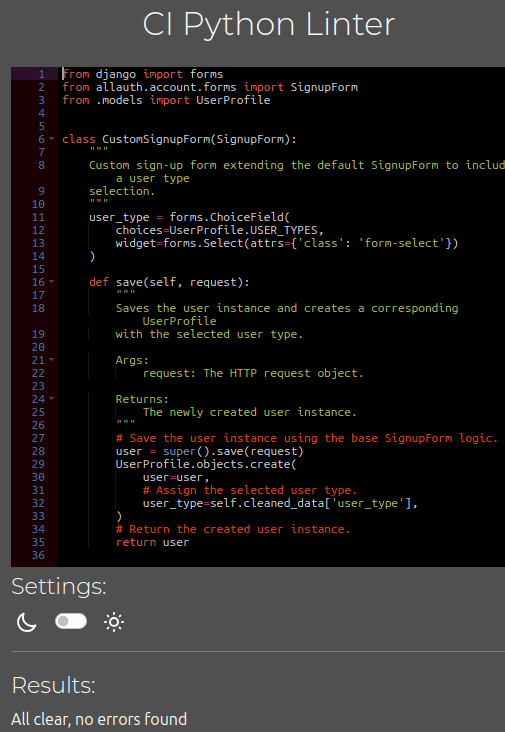 CI Python Linter
1 from django import forms
2 from allauth.account.forms import SignupForm
3 from .models import UserProfile
4
5
6 class CustomSignupForm(SignupForm):
7     """
8     Custom sign-up form extending the default SignupForm to includ
a user type
9     selection.
10     """
11     user_type = forms.ChoiceField(
12         choices=UserProfile.USER_TYPES,
13         widget=forms.Select(attrs={'class': 'form-select'})
14     )
15
16     def save(self, request):
17         """
18         Saves the user instance and creates a corresponding
UserProfile
19         with the selected user type.
20
21         Args:
22             request: The HTTP request object.
23
24         Returns:
25             The newly created user instance.
26         """
27         # Save the user instance using the base SignupForm logic.
28         user = super().save(request)
29         UserProfile.objects.create(
30             user=user,
31             # Assign the selected user type.
32             user_type=self.cleaned_data['user_type'],
33         )
34         # Return the created user instance.
35         return user
36
Settings:
Results:
All clear, no errors found